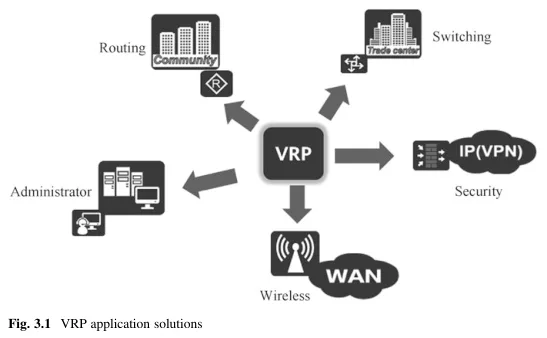 Routing
Community
R
Switching
Trade center
VRP
IP(VPN)
Security
Administrator
WAN
Wireless
Fig. 3.1 VRP application solutions